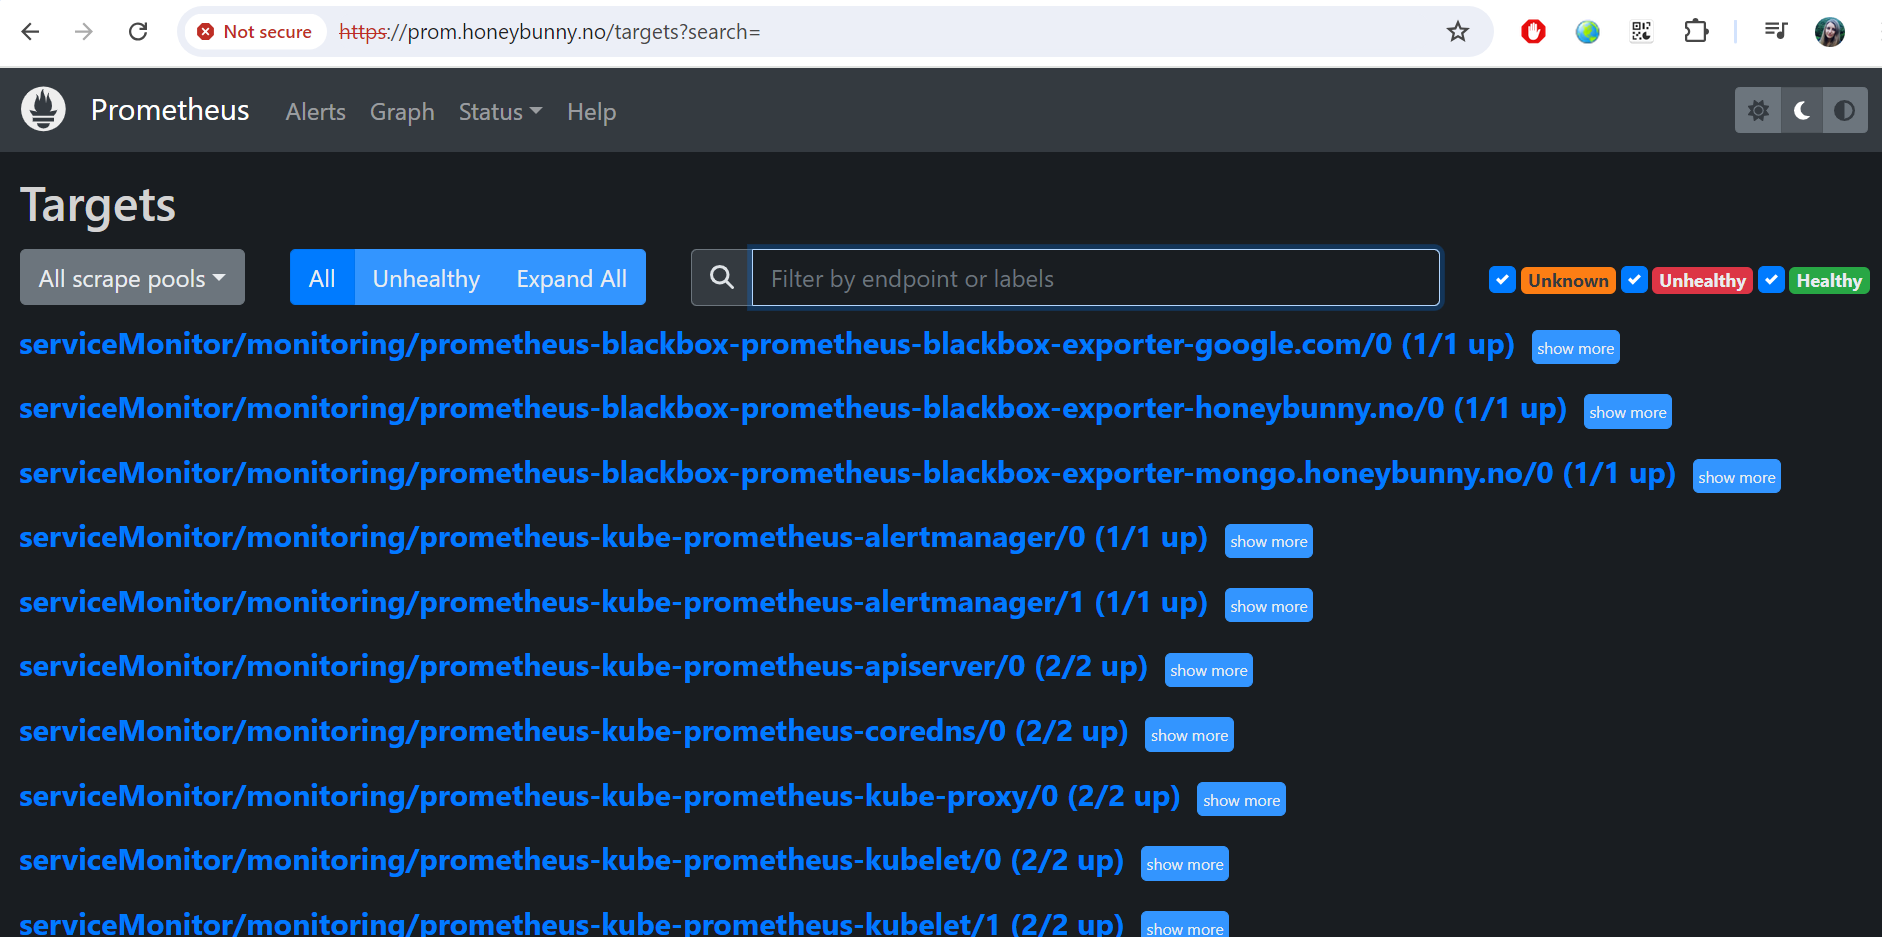 Not secure https://prom.honeybunny.no/targets?search=
Prometheus Alerts Graph Status Help
Targets
All scrape pools All Unhealthy Expand All Filter by endpoint or labels Unknown Unhealthy Healthy
serviceMonitor/monitoring/prometheus-blackbox-prometheus-blackbox-exporter-google.com/0 (1/1 up) show more
serviceMonitor/monitoring/prometheus-blackbox-prometheus-blackbox-exporter-honeybunny.no/0 (1/1 up) show more
serviceMonitor/monitoring/prometheus-blackbox-prometheus-blackbox-exporter-mongo.honeybunny.no/0 (1/1 up) show more
serviceMonitor/monitoring/prometheus-kube-prometheus-alertmanager/0 (1/1 up) show more
serviceMonitor/monitoring/prometheus-kube-prometheus-alertmanager/1 (1/1 up) show more
serviceMonitor/monitoring/prometheus-kube-prometheus-apiserver/0 (2/2 up) show more
serviceMonitor/monitoring/prometheus-kube-prometheus-coredns/0 (2/2 up) show more
serviceMonitor/monitoring/prometheus-kube-prometheus-kube-proxy/0 (2/2 up) show more
serviceMonitor/monitoring/prometheus-kube-prometheus-kubelet/0 (2/2 up) show more
serviceMonitor/monitoring/prometheus-kube-prometheus-kubelet/1 (2/2 up) show more